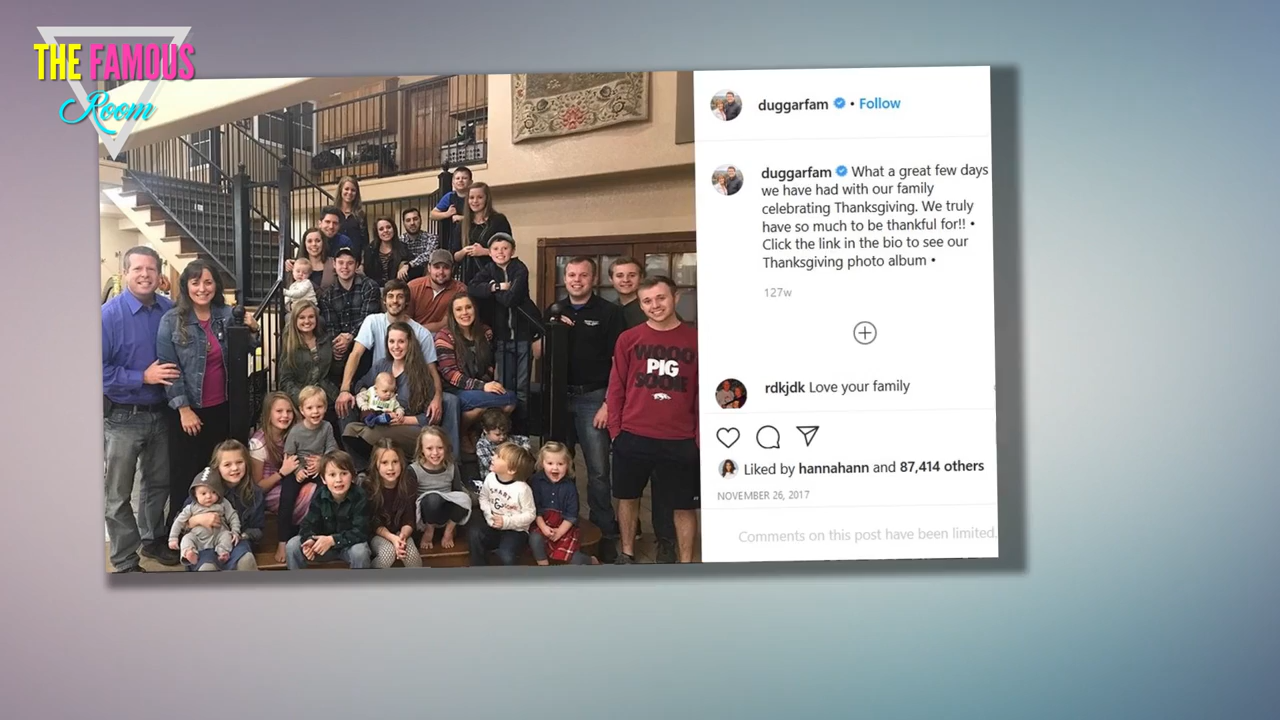 THE FAMOUS
Room
duggarfam • Follow
duggarfam What a great few days
we have had with our family
celebrating Thanksgiving. We truly
have so much to be thankful for!! •
Click the link in the bio to see our
Thanksgiving photo album •
127w
rdkjdk Love your family
Liked by hannahann and 87,414 others
NOVEMBER 26, 2017
Comments on this post have been limited.
WOOO
PIG
SOOIE